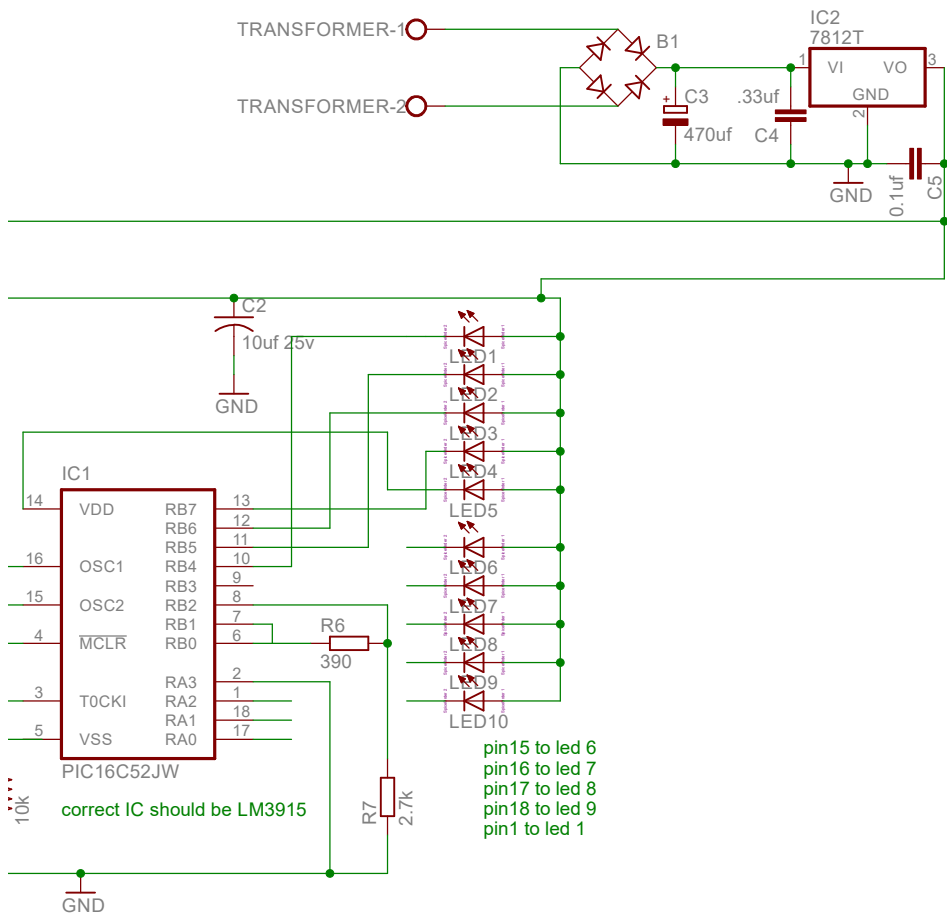 TRANSFORMER-1
TRANSFORMER-2
B1
IC2
7812T
1
VI
VO
3
GND
2
+
C3
470uf
.33uf
C4
GND
0.1uf
C5
C2
10uf 25v
GND
LED1
LED2
LED3
LED4
LED5
LED6
LED7
LED8
LED9
LED10
IC1
14
VDD
RB7
13
RB6
12
RB5
11
16
OSC1
RB4
10
RB3
9
15
OSC2
RB2
8
RB1
7
4
MCLR
RB0
6
R6
390
RA3
2
3
T0CKI
RA2
1
RA1
18
5
VSS
RA0
17
PIC16C52JW
10k
correct IC should be LM3915
R7
2.7k
pin15 to led 6
pin16 to led 7
pin17 to led 8
pin18 to led 9
pin1 to led 1
GND